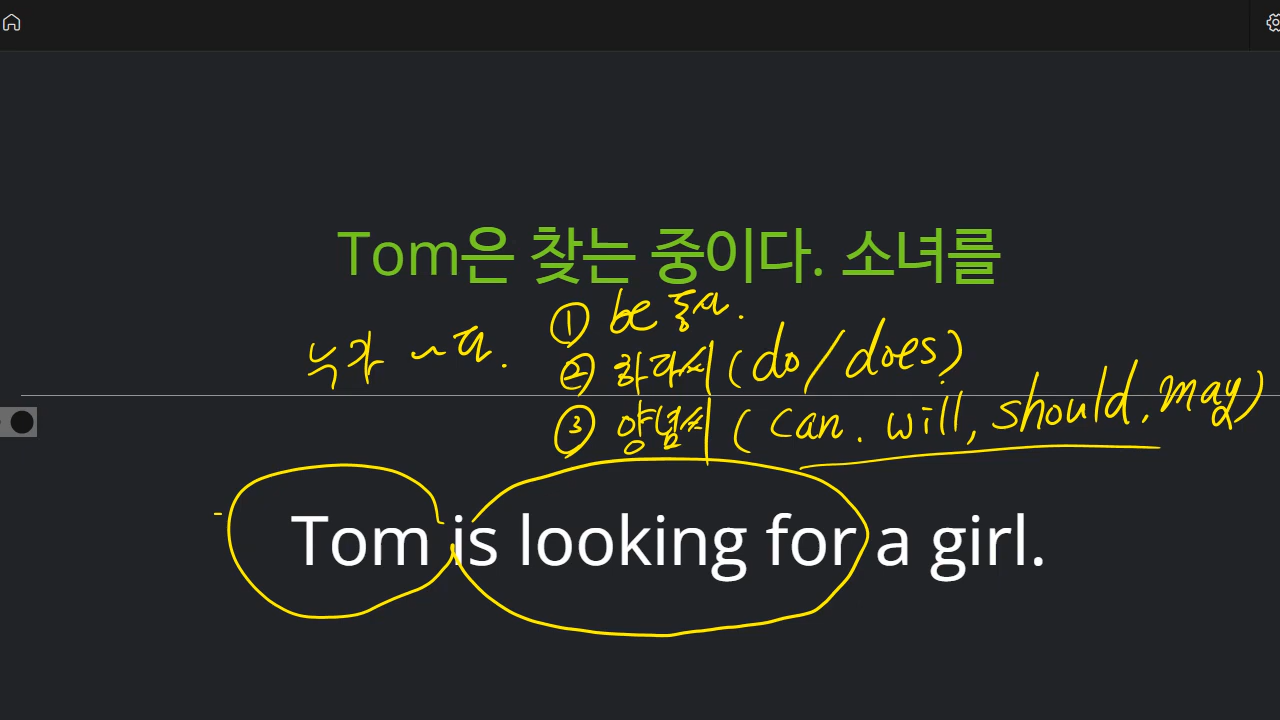 Tom은 찾는 중이다. 소녀를
① be 동사.
누가 ~다.
② 하다씨 (do/does)
③ 양념씨 (can. will, should. may)
Tom is looking for a girl.